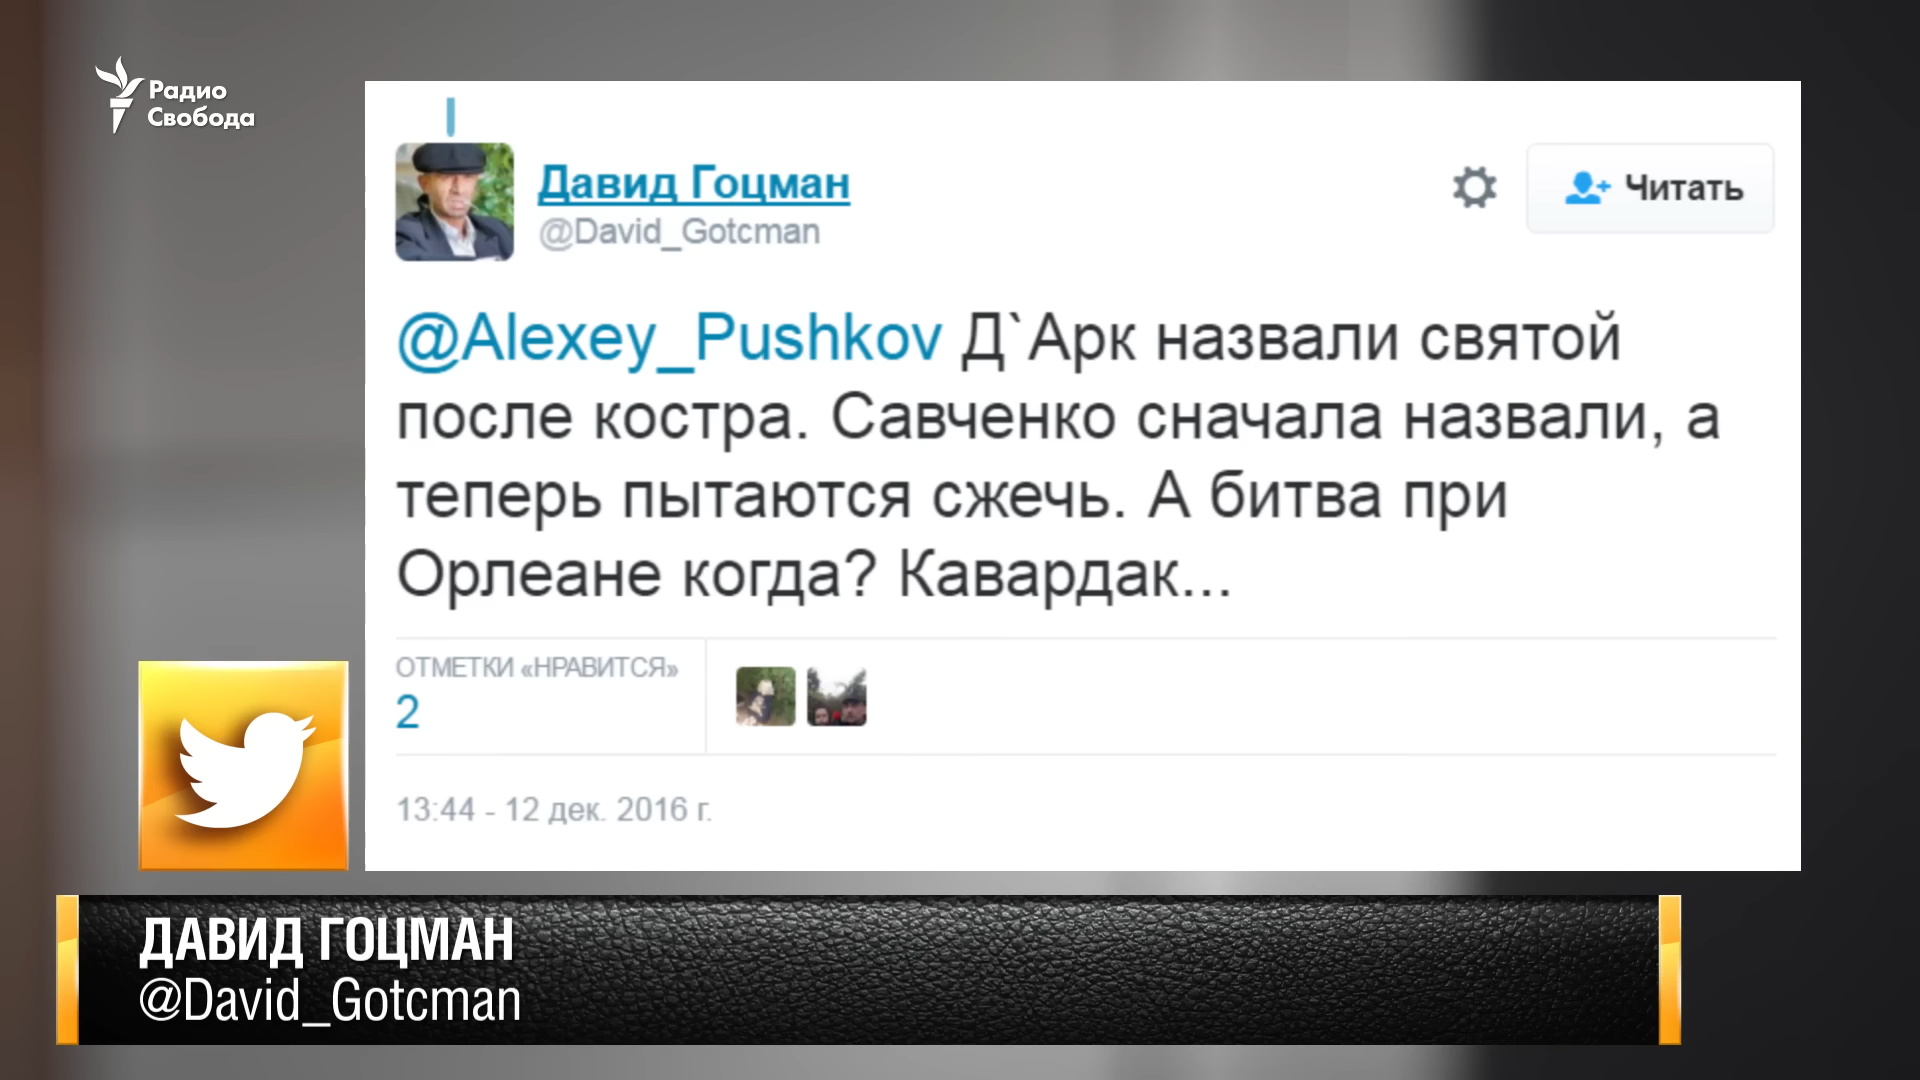 Радио
Свобода
Давид Гоцман
@David_Gotcman
Читать
@Alexey_Pushkov Д`Арк назвали святой
после костра. Савченко сначала назвали, а
теперь пытаются сжечь. А битва при
Орлеане когда? Кавардак...
ОТМЕТКИ «НРАВИТСЯ»
2
13:44 - 12 дек. 2016 г.
ДАВИД ГОЦМАН
@David_Gotcman